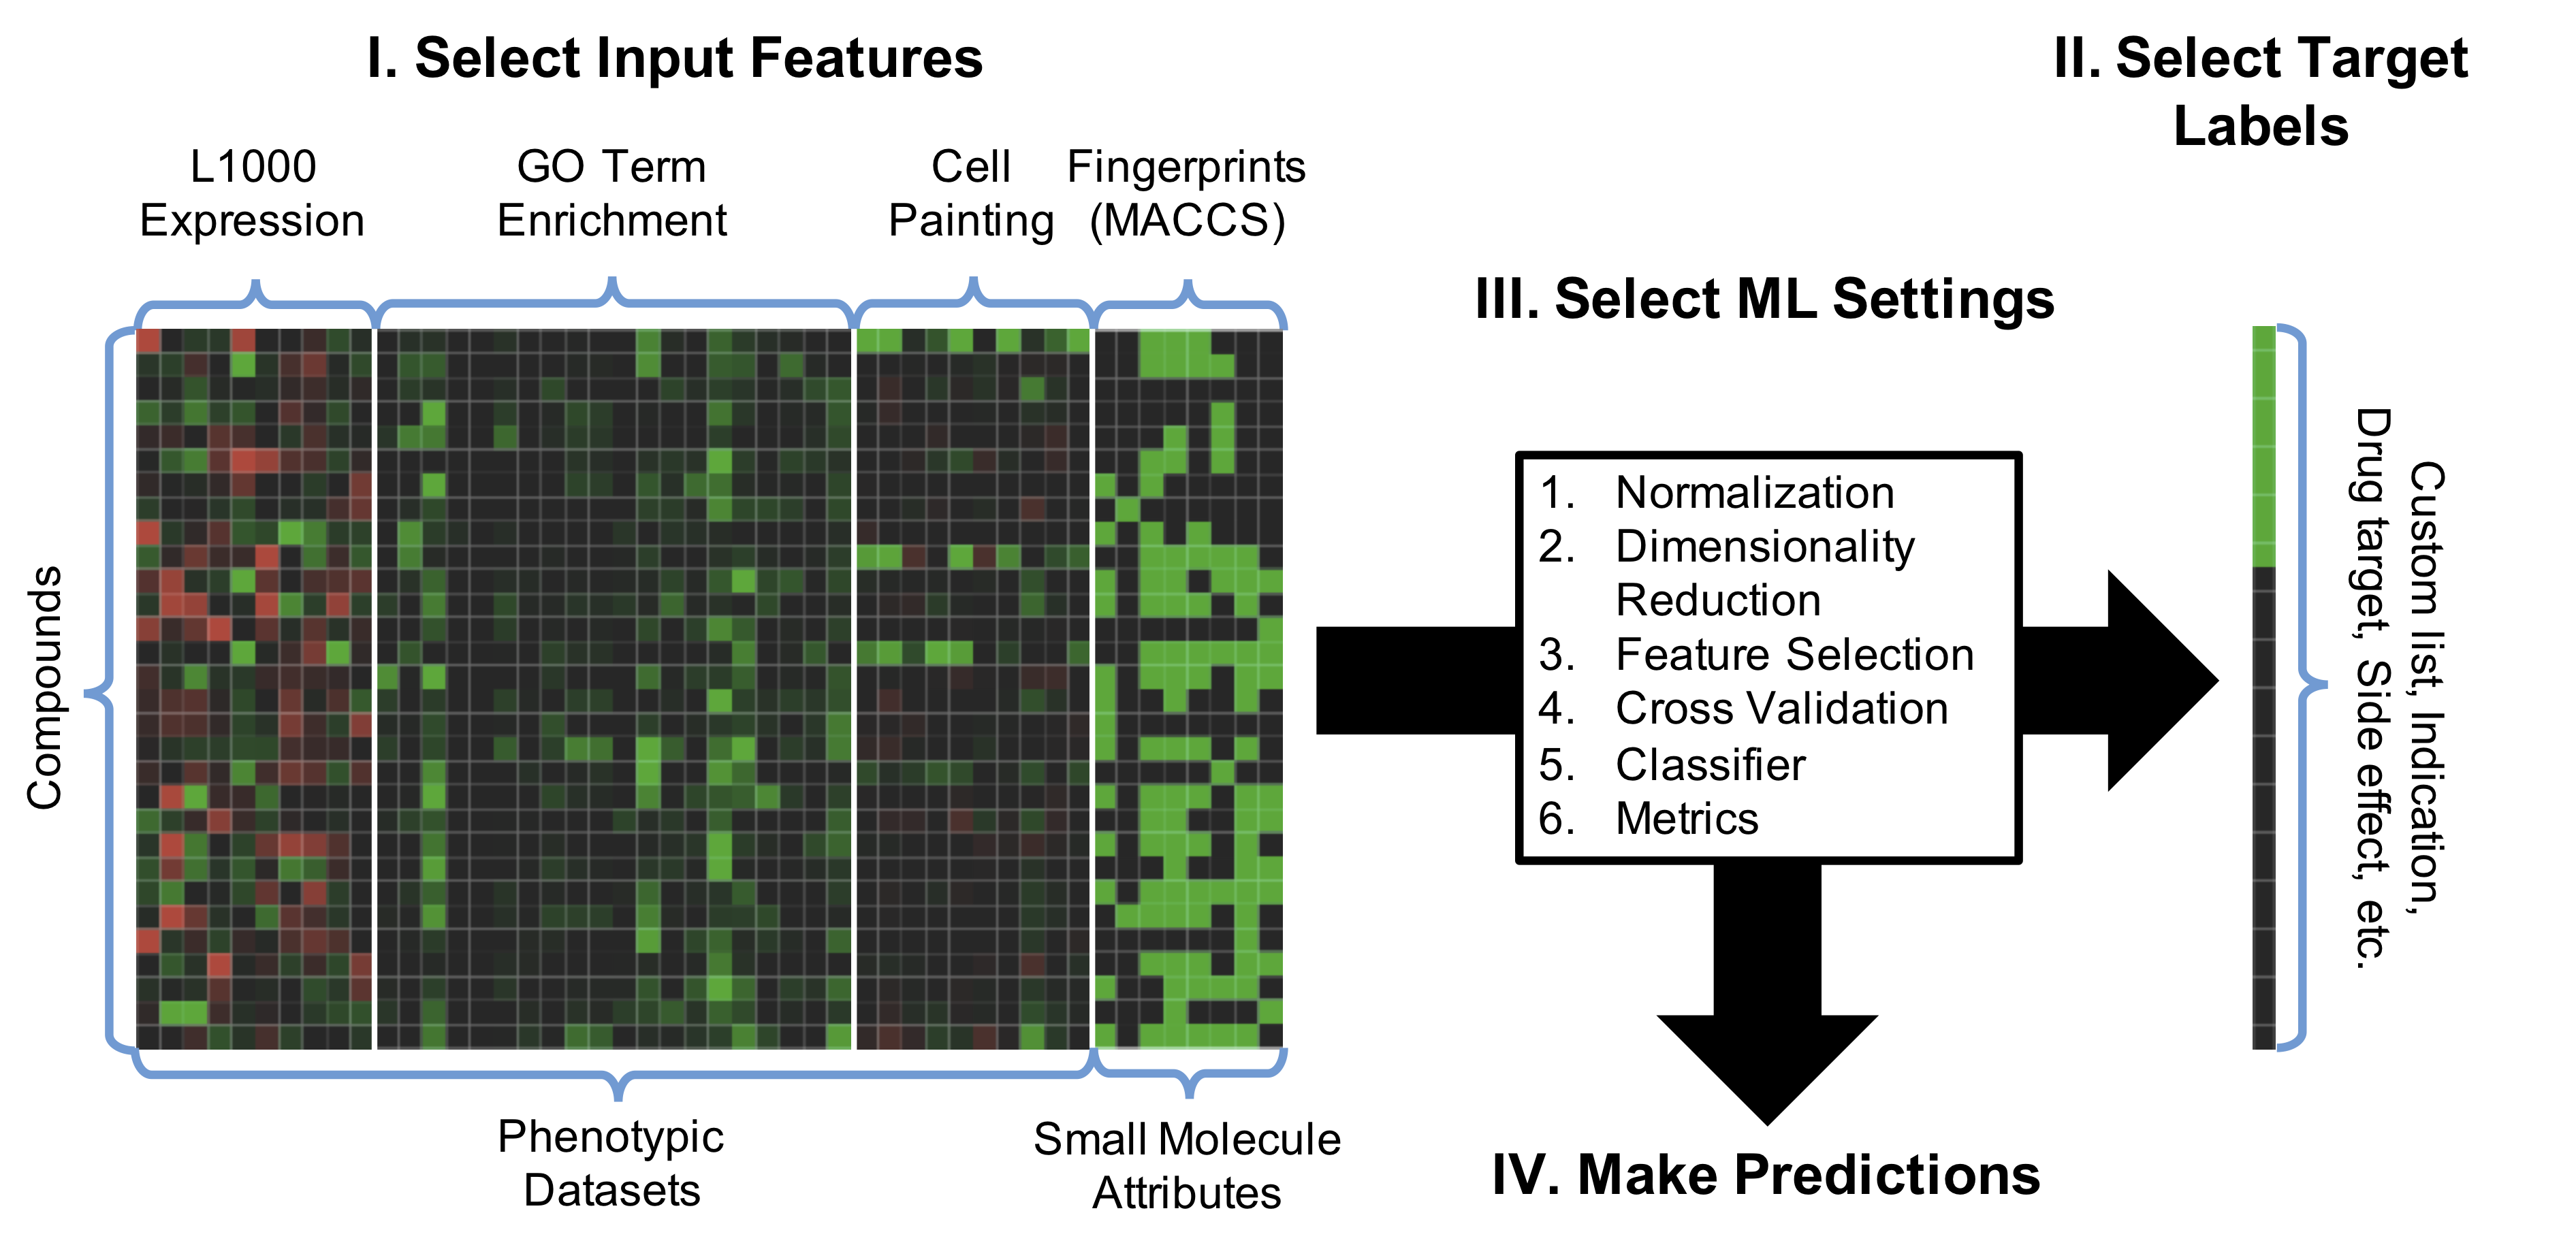 I. Select Input Features
II. Select Target
Labels
L1000
Expression
GO Term
Enrichment
Cell
Painting
Fingerprints
(MACCS)
III. Select ML Settings
Compounds
1. Normalization
2. Dimensionality
Reduction
3. Feature Selection
4. Cross Validation
5. Classifier
6. Metrics
Custom list, Indication,
Drug target, Side effect, etc.
Phenotypic
Datasets
Small Molecule
Attributes
IV. Make Predictions